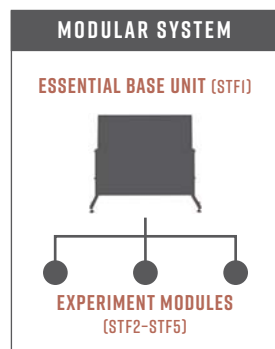 MODULAR SYSTEM
ESSENTIAL BASE UNIT (STF1)
EXPERIMENT MODULES
(STF2-STF5)